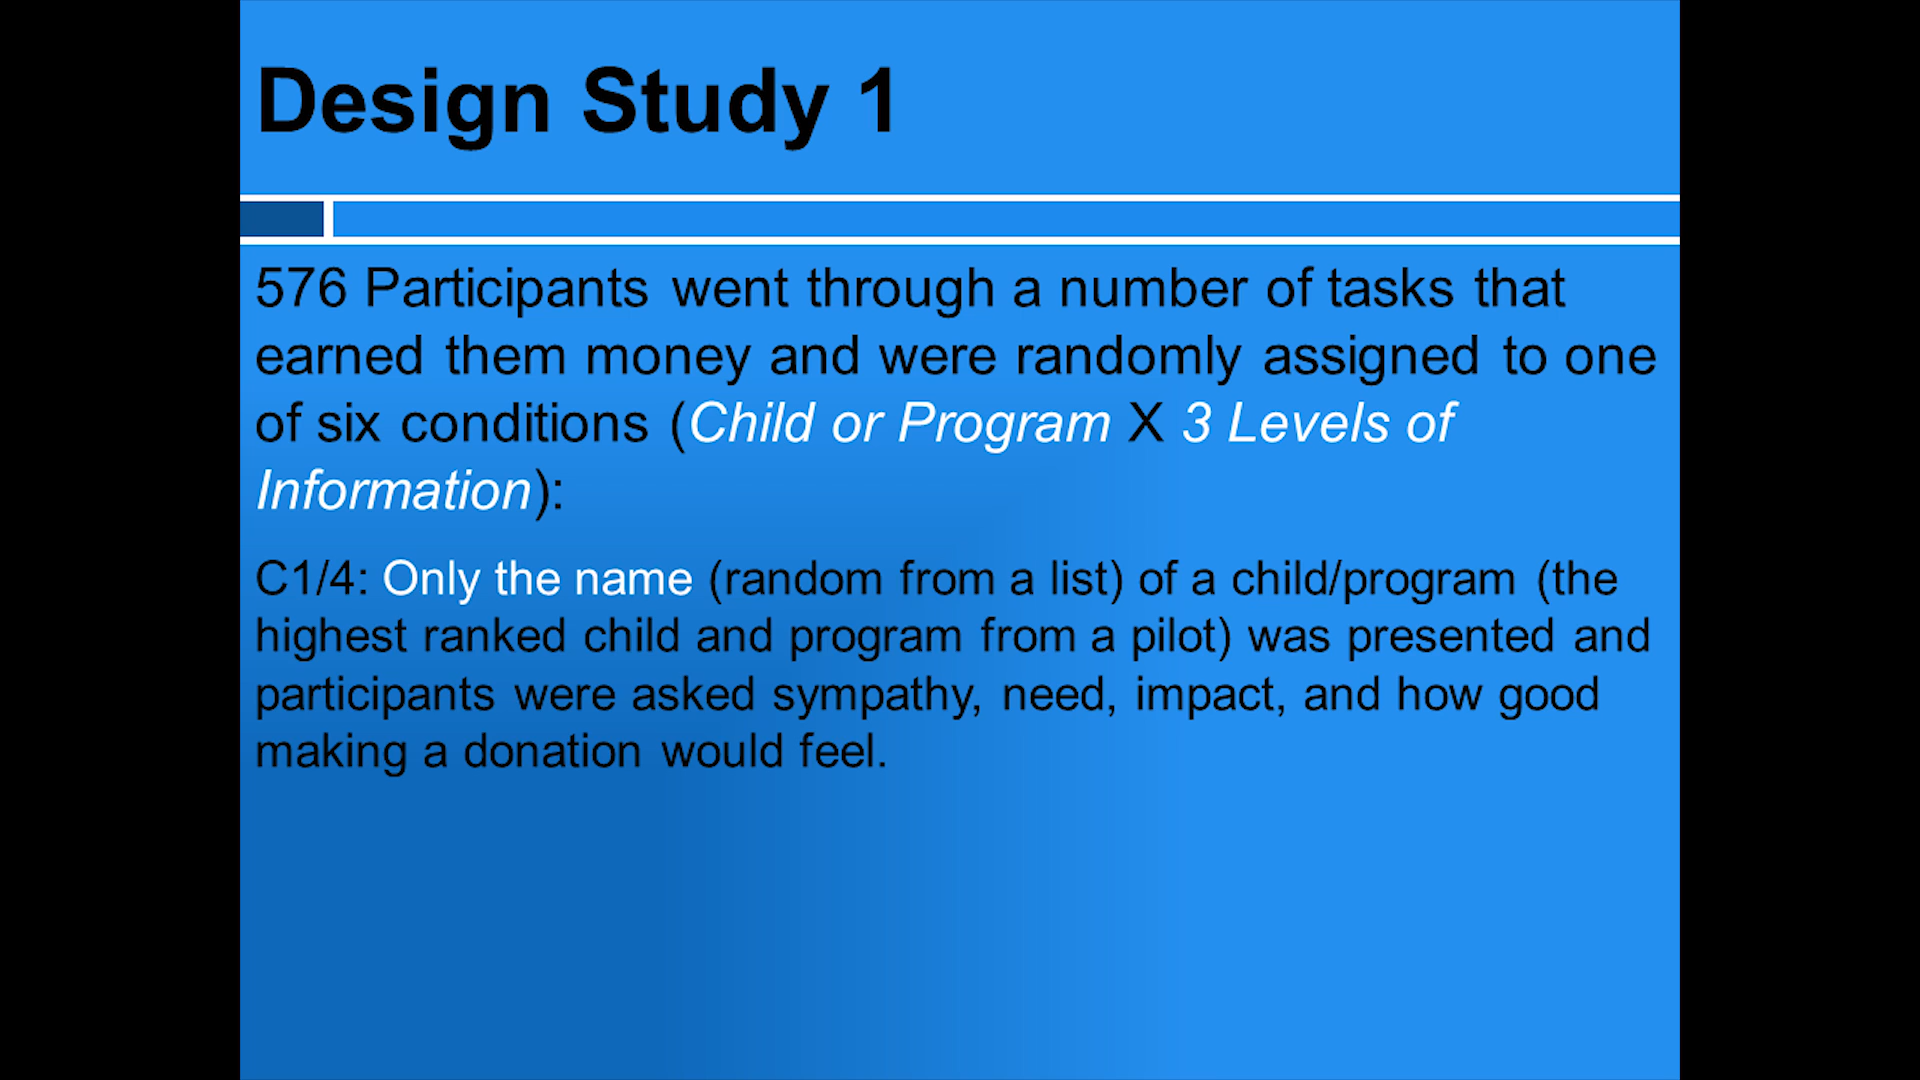 Design Study 1
576 Participants went through a number of tasks that
earned them money and were randomly assigned to one
of six conditions (Child or Program X 3 Levels of
Information):
C1/4: Only the name (random from a list) of a child/program (the
highest ranked child and program from a pilot) was presented and
participants were asked sympathy, need, impact, and how good
making a donation would feel.